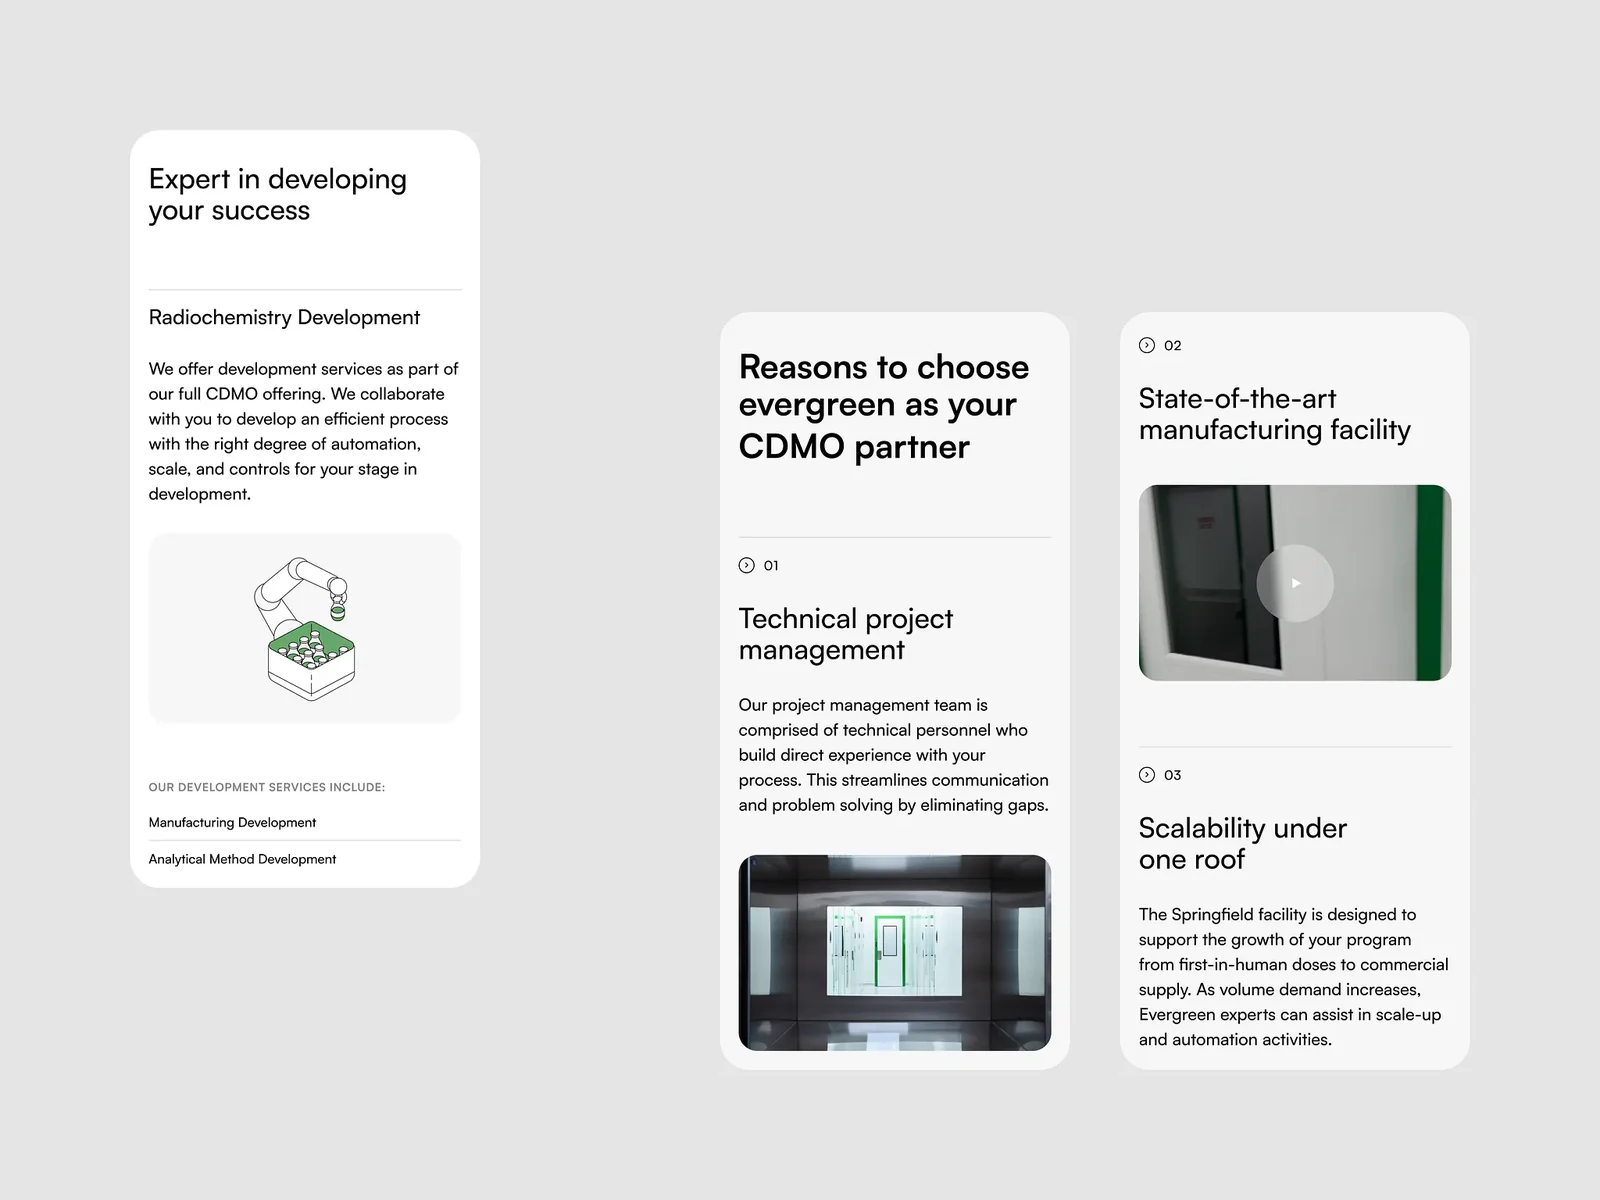 Expert in developing
your success
Radiochemistry Development
We offer development services as part of
our full CDMO offering. We collaborate
with you to develop an efficient process
with the right degree of automation,
scale, and controls for your stage in
development.
OUR DEVELOPMENT SERVICES INCLUDE:
Manufacturing Development
Analytical Method Development
Reasons to choose
evergreen as your
CDMO partner
01
Technical project
management
Our project management team is
comprised of technical personnel who
build direct experience with your
process. This streamlines communication
and problem solving by eliminating gaps.
02
State-of-the-art
manufacturing facility
03
Scalability under
one roof
The Springfield facility is designed to
support the growth of your program
from first-in-human doses to commercial
supply. As volume demand increases,
Evergreen experts can assist in scale-up
and automation activities.